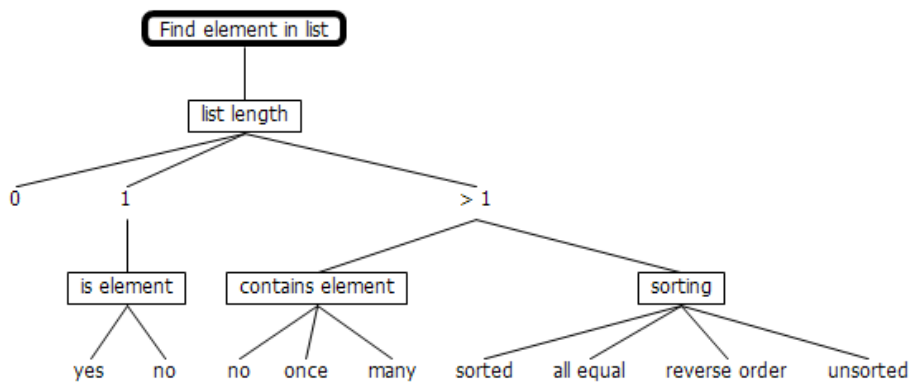 Find element in list
list length
0
1
> 1
is element
contains element
sorting
yes
no
no
once
many
sorted
all equal
reverse order
unsorted